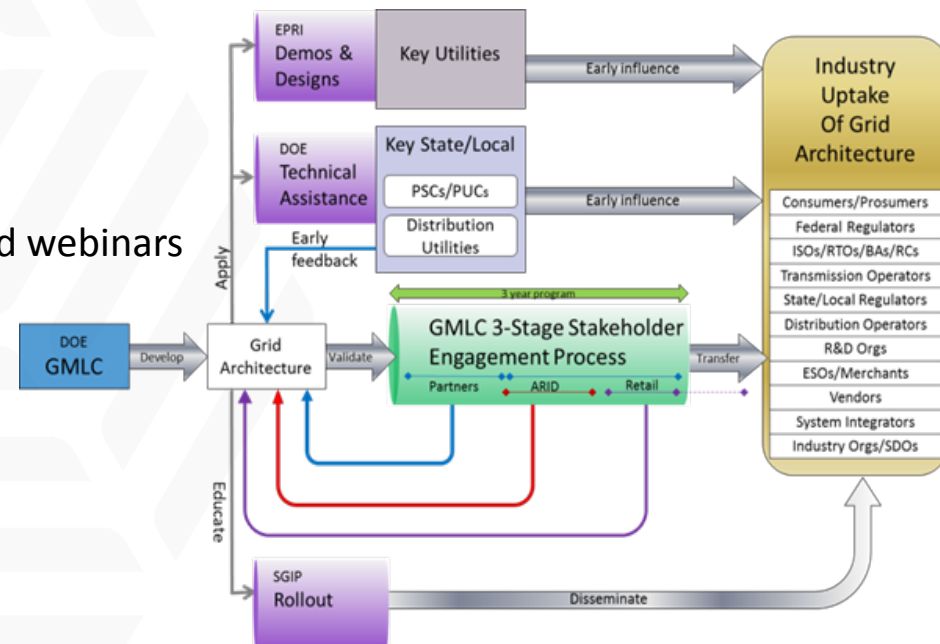 EPRI
Demos &
Designs
Key Utilities
Early influence
Industry
Uptake
Of Grid
Architecture
DOE
Technical
Assistance
Key State/Local
PSCs/PUCs
Distribution
Utilities
Early influence
Consumers/Prosumers
Federal Regulators
ISOs/RTOs/BAs/RCs
Transmission Operators
State/Local Regulators
Distribution Operators
R&D Orgs
ESOs/Merchants
Vendors
System Integrators
Industry Orgs/SDOs
d webinars
Apply
Early
feedback
3 year program
DOE
GMLC
Develop
Grid
Architecture
Validate
GMLC 3-Stage Stakeholder
Engagement Process
Partners
ARID
Retail
Transfer
Educate
SGIP
Rollout
Disseminate